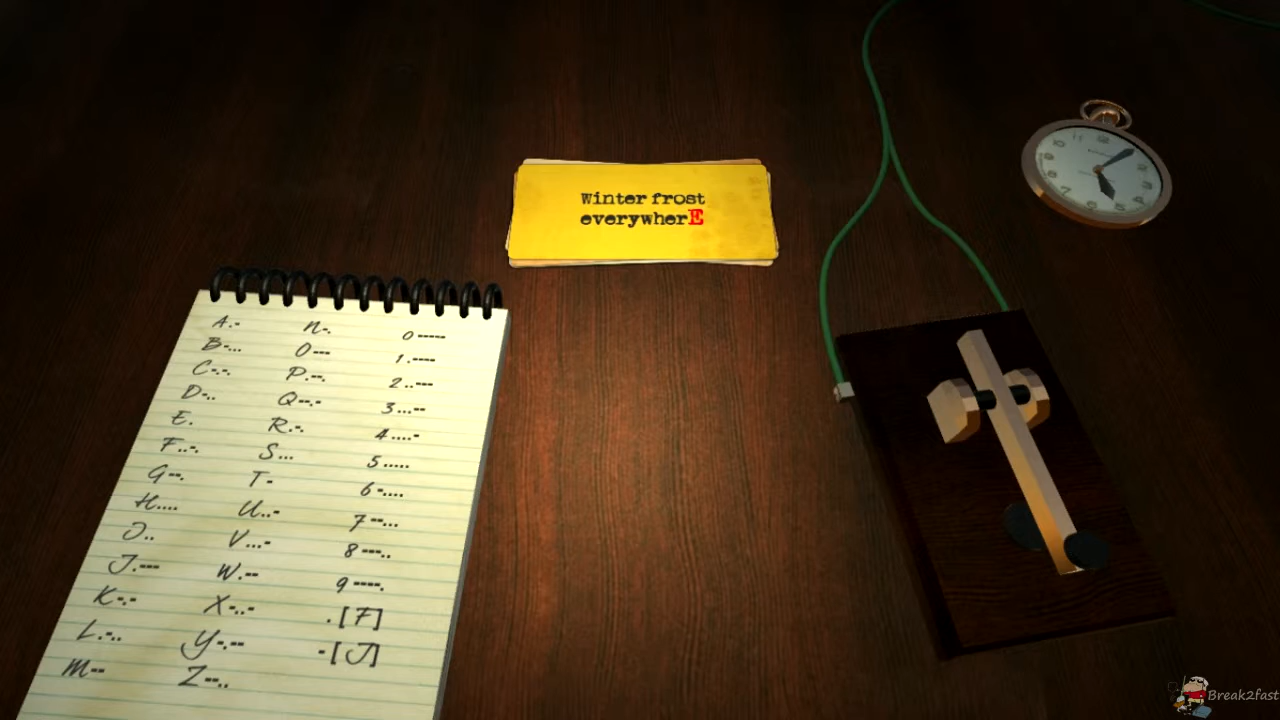 Winter frost
everywherE
A.- N-. 0-----
B-... O--- 1.----
C-.-. P.--. 2..---
D-.. Q--.- 3...--
E. R.-. 4....-
F..-. S... 5.....
G--. T- 6-....
H.... U..- 7--...
I.. V...- 8---..
J.--- W.-- 9----.
K-.- X-..- .[F]
L.-.. Y-.-- -[J]
M-- Z--..
Break2fast